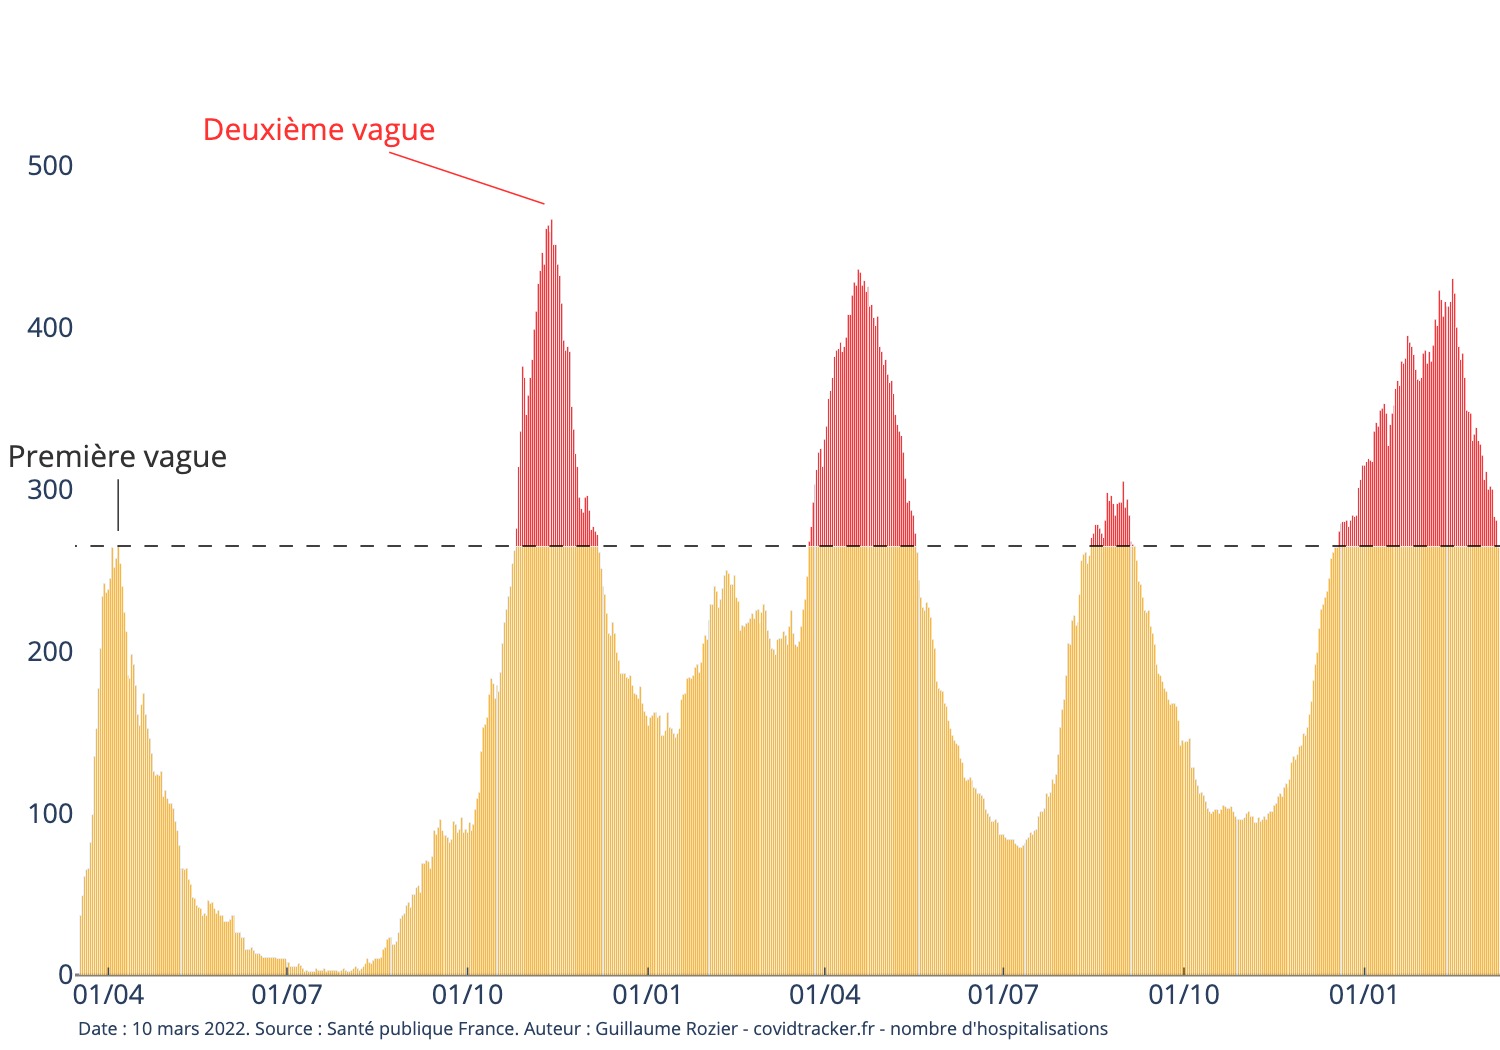 Deuxième vague
500
400
Première vague
300
200
100
0
01/04 01/07 01/10 01/01 01/04 01/07 01/10 01/01
Date : 10 mars 2022. Source : Santé publique France. Auteur : Guillaume Rozier - covidtracker.fr - nombre d'hospitalisations